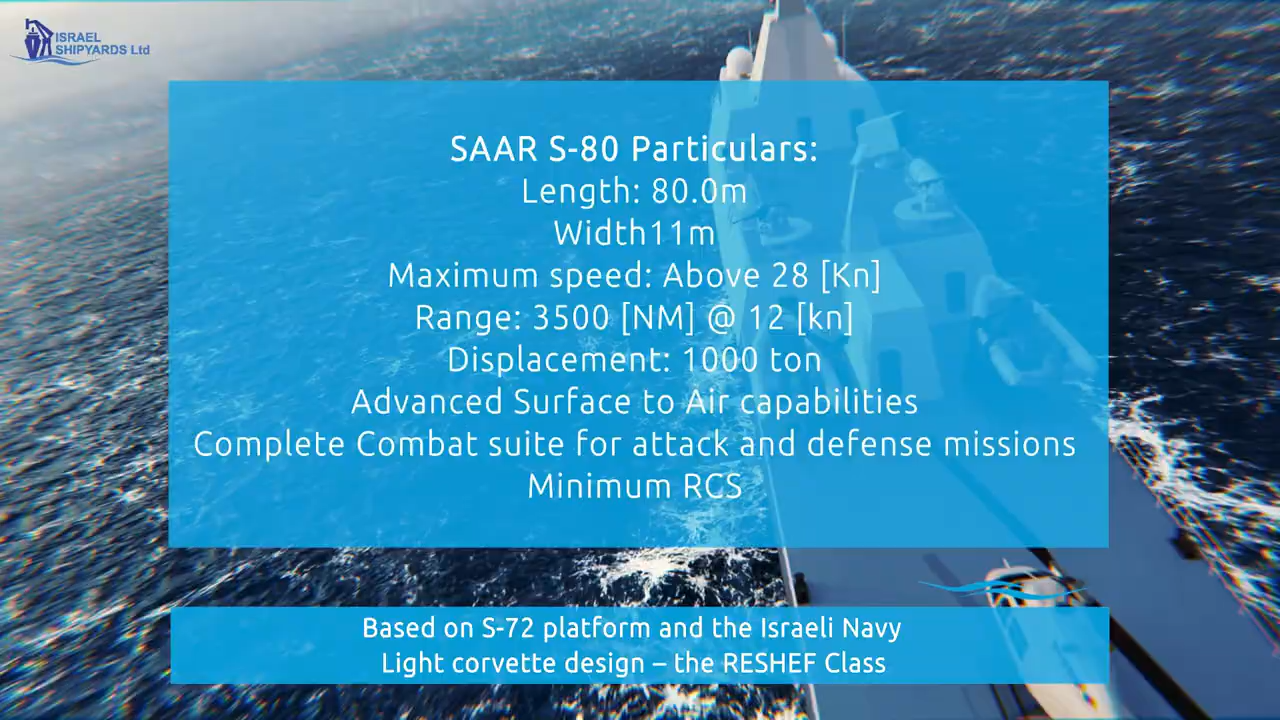 ISRAEL
SHIPYARDS Ltd
SAAR S-80 Particulars:
Length: 80.0m
Width11m
Maximum speed: Above 28 [Kn]
Range: 3500 [NM] @ 12 [kn]
Displacement: 1000 ton
Advanced Surface to Air capabilities
Complete Combat suite for attack and defense missions
Minimum RCS
Based on S-72 platform and the Israeli Navy
Light corvette design – the RESHEF Class